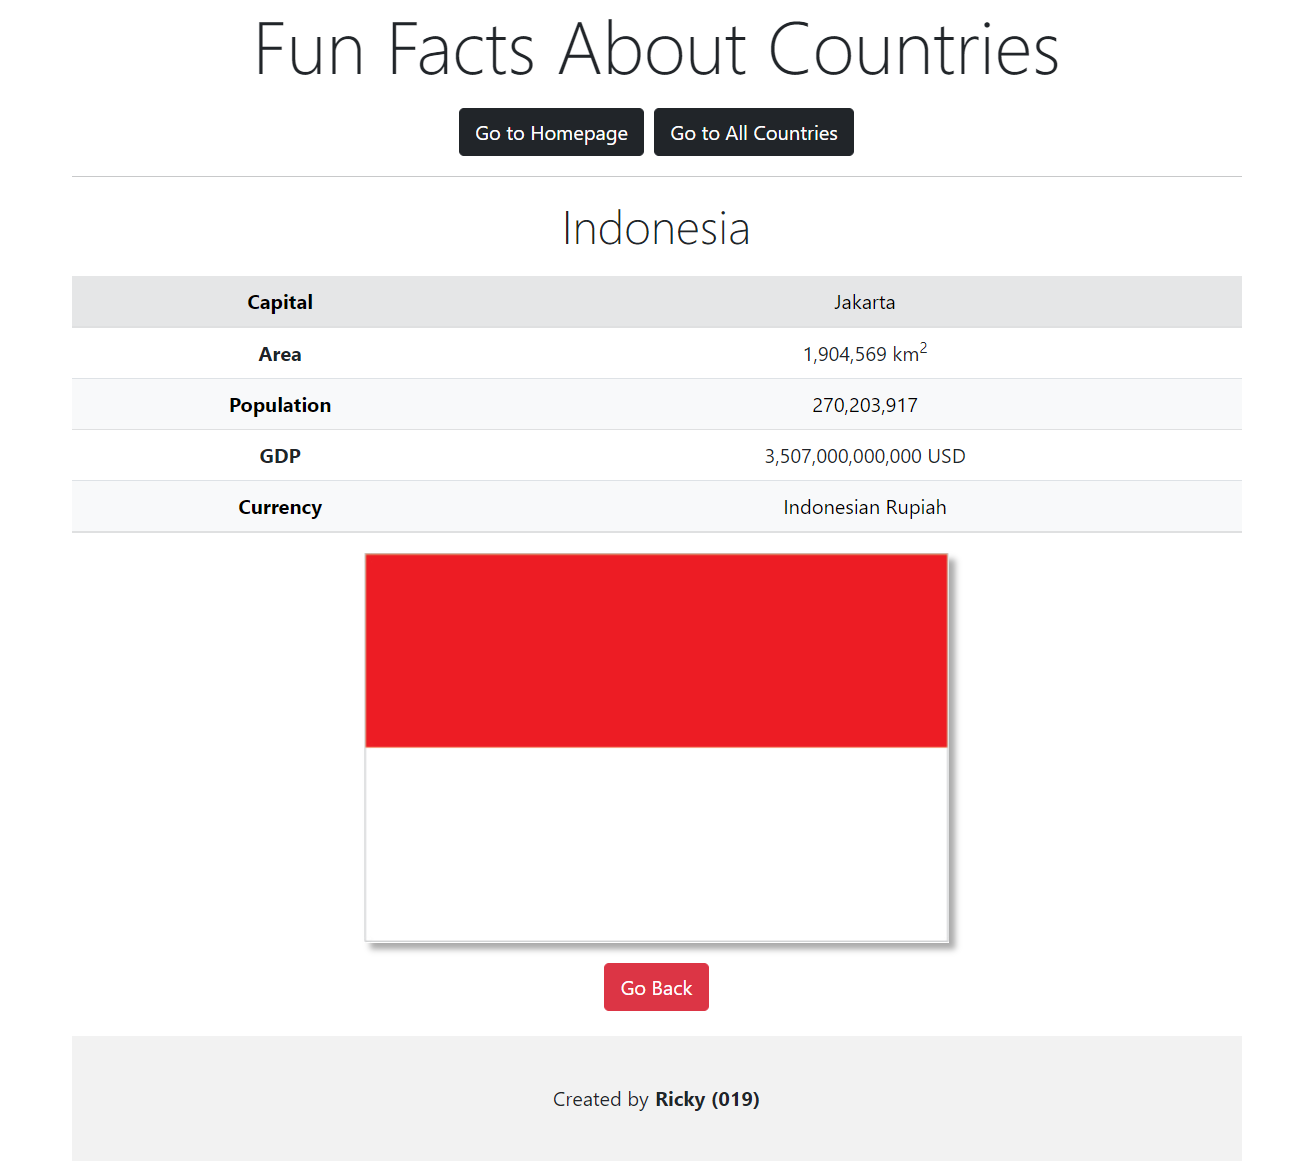 Fun Facts About Countries
Go to Homepage Go to All Countries
Indonesia
Capital Jakarta
Area 1,904,569 km²
Population 270,203,917
GDP 3,507,000,000,000 USD
Currency Indonesian Rupiah
Go Back
Created by Ricky (019)